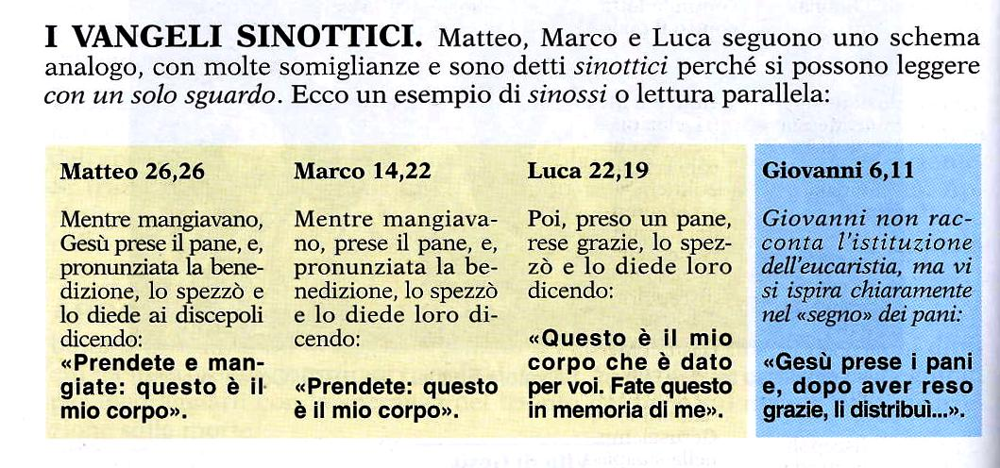 I VANGELI SINOTTICI. Matteo, Marco e Luca seguono uno schema
analogo, con molte somiglianze e sono detti sinottici perché si possono leggere
con un solo sguardo. Ecco un esempio di sinossi o lettura parallela:
Matteo 26,26
Mentre mangiavano,
Gesù prese il pane, e,
pronunziata la bene-
dizione, lo spezzò e
lo diede ai discepoli
dicendo:
«Prendete e man-
giate: questo è il
mio corpo».
Marco 14,22
Mentre mangiava-
no, prese il pane, e,
pronunziata la be-
nedizione, lo spezzò
e lo diede loro di-
cendo:
«Prendete: questo
è il mio corpo».
Luca 22,19
Poi, preso un pane,
rese grazie, lo spez-
zò e lo diede loro
dicendo:
«Questo è il mio
corpo che è dato
per voi. Fate questo
in memoria di me».
Giovanni 6,11
Giovanni non rac-
conta l'istituzione
dell'eucaristia, ma vi
si ispira chiaramente
nel «segno» dei pani:
«Gesù prese i pani
e, dopo aver reso
grazie, li distribuì...».